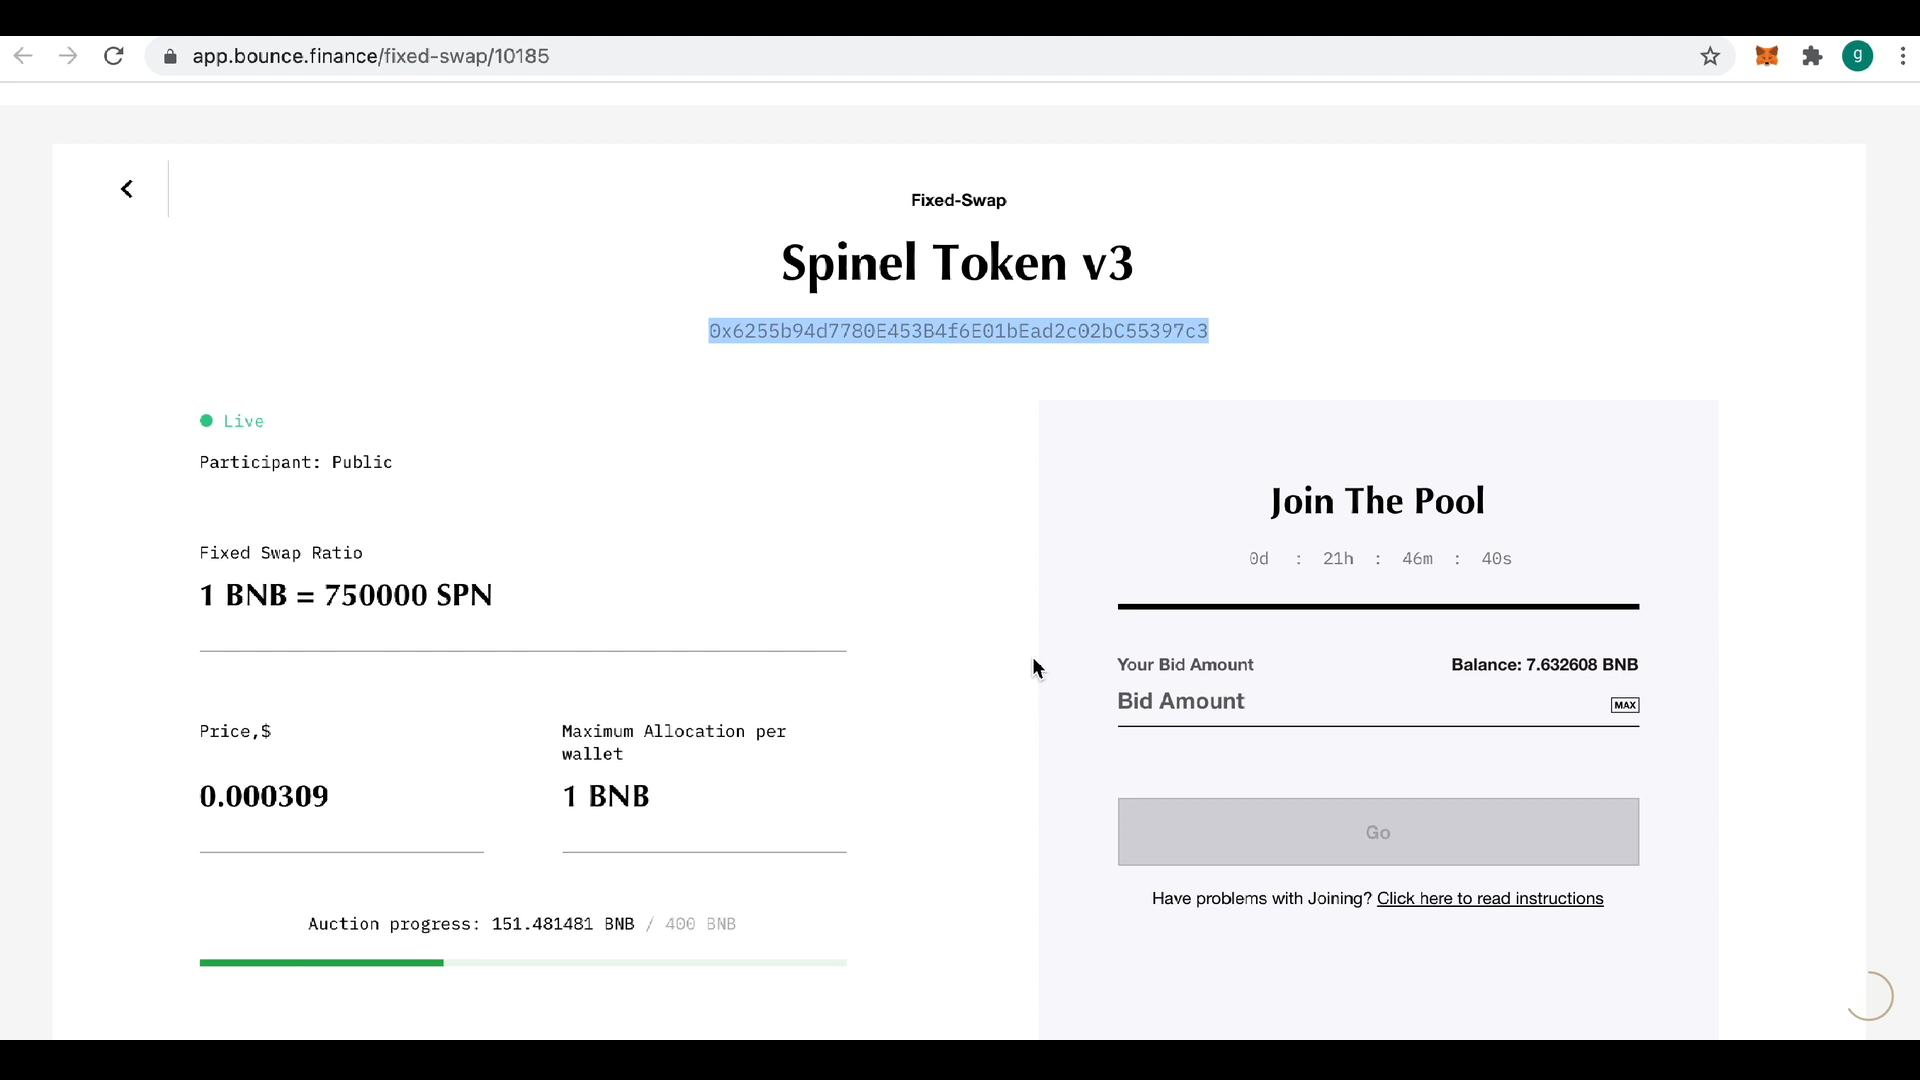 app.bounce.finance/fixed-swap/10185
g
Fixed-Swap
Spinel Token v3
0x6255b94d7780E453B4f6E01bEad2c02bC55397c3
Live
Participant: Public
Fixed Swap Ratio
1 BNB = 750000 SPN
Price,$
0.000309
Maximum Allocation per
wallet
1 BNB
Auction progress: 151.481481 BNB / 400 BNB
Join The Pool
0d : 21h : 46m : 40s
Your Bid Amount Balance: 7.632608 BNB
Bid Amount MAX
Go
Have problems with Joining? Click here to read instructions